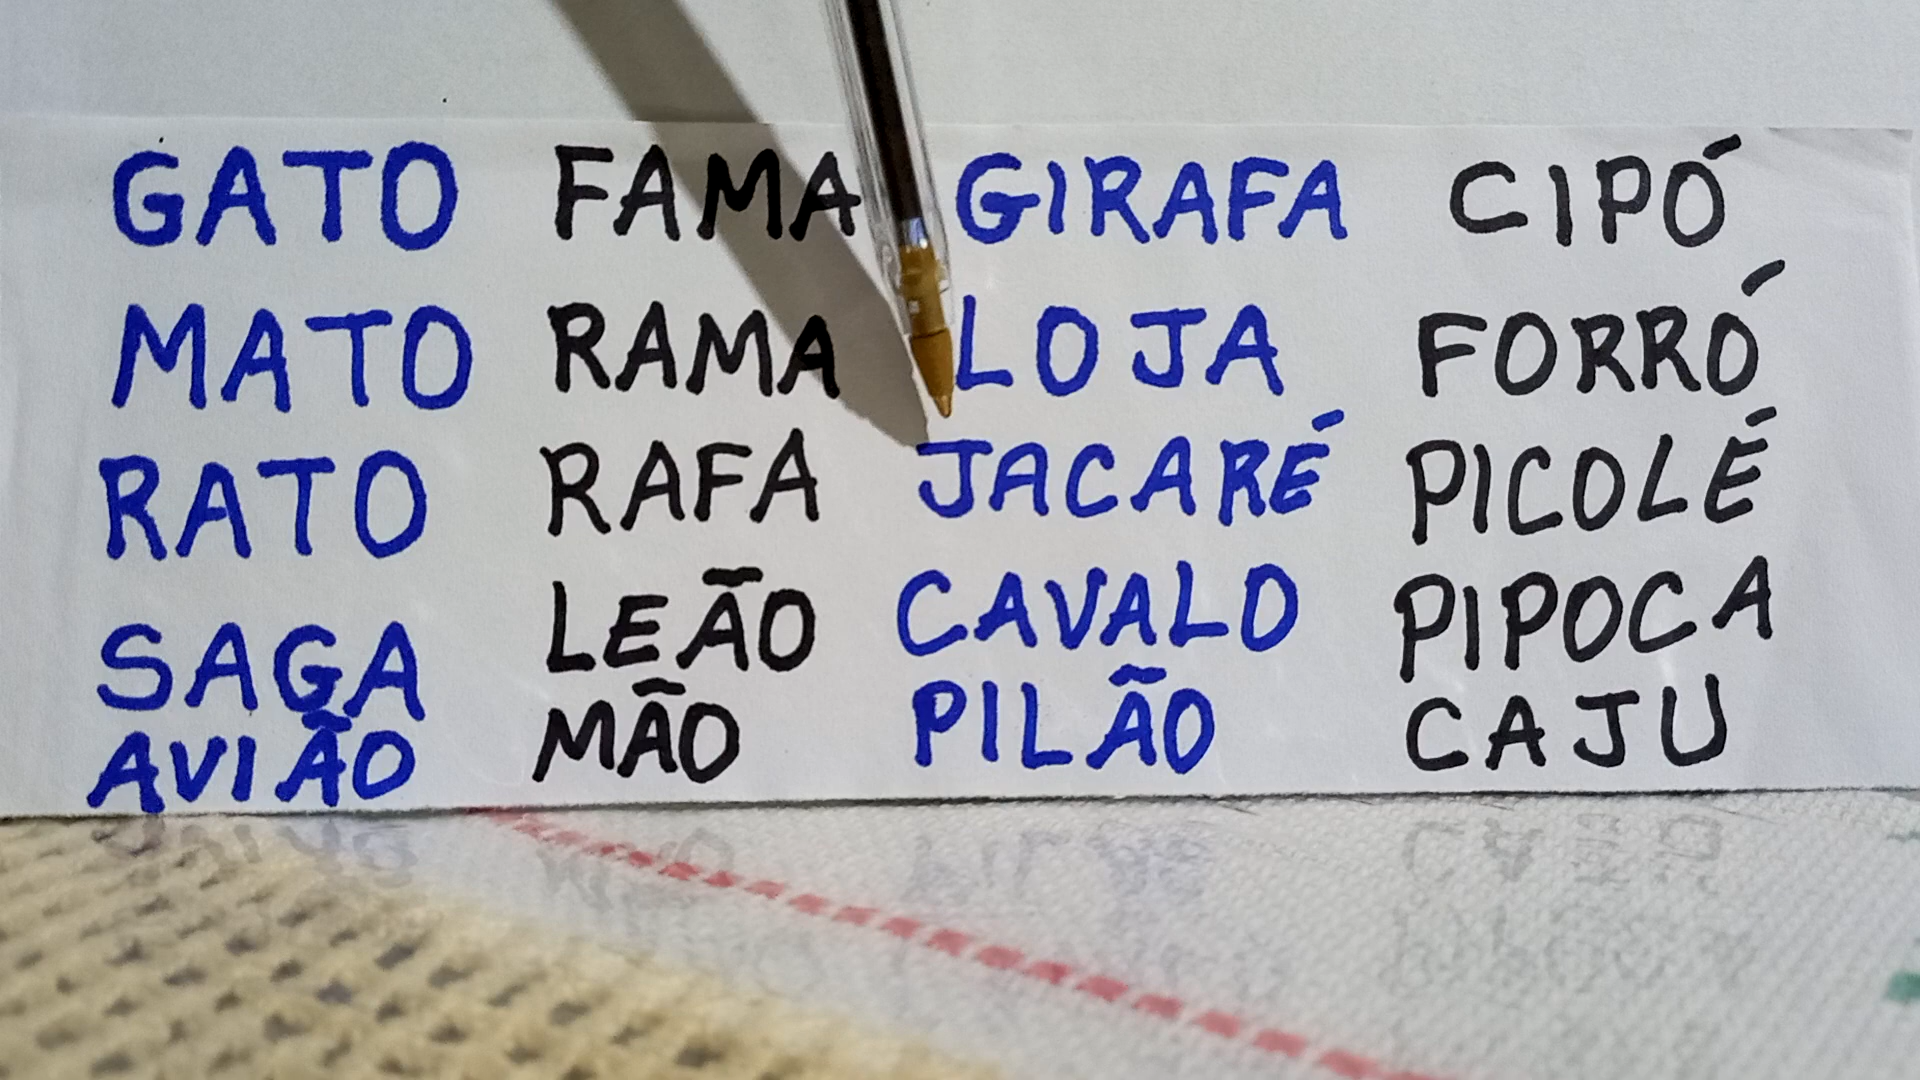 GATO FAMA GIRAFA CIPÓ
MATO RAMA LOJA FORRÓ
RATO RAFA JACARÉ PICOLÉ
SAGA LEÃO CAVALO PIPOCA
AVIÃO MÃO PILÃO CAJU